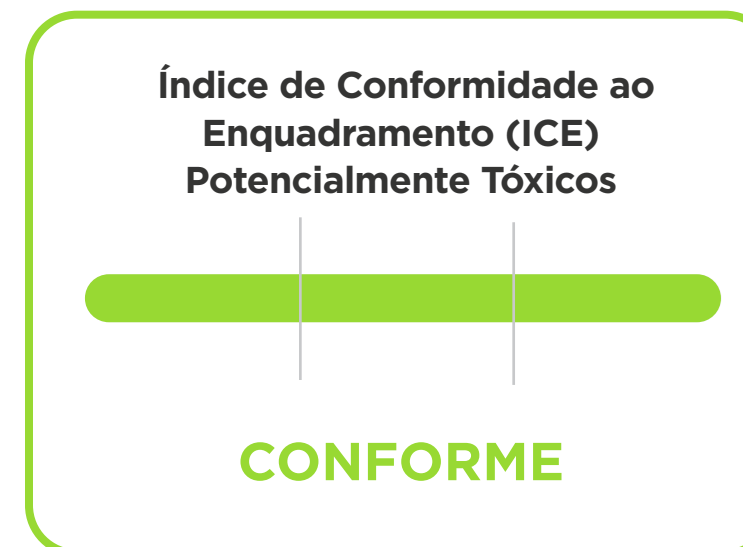 Índice de Conformidade ao
Enquadramento (ICE)
Potencialmente Tóxicos
CONFORME